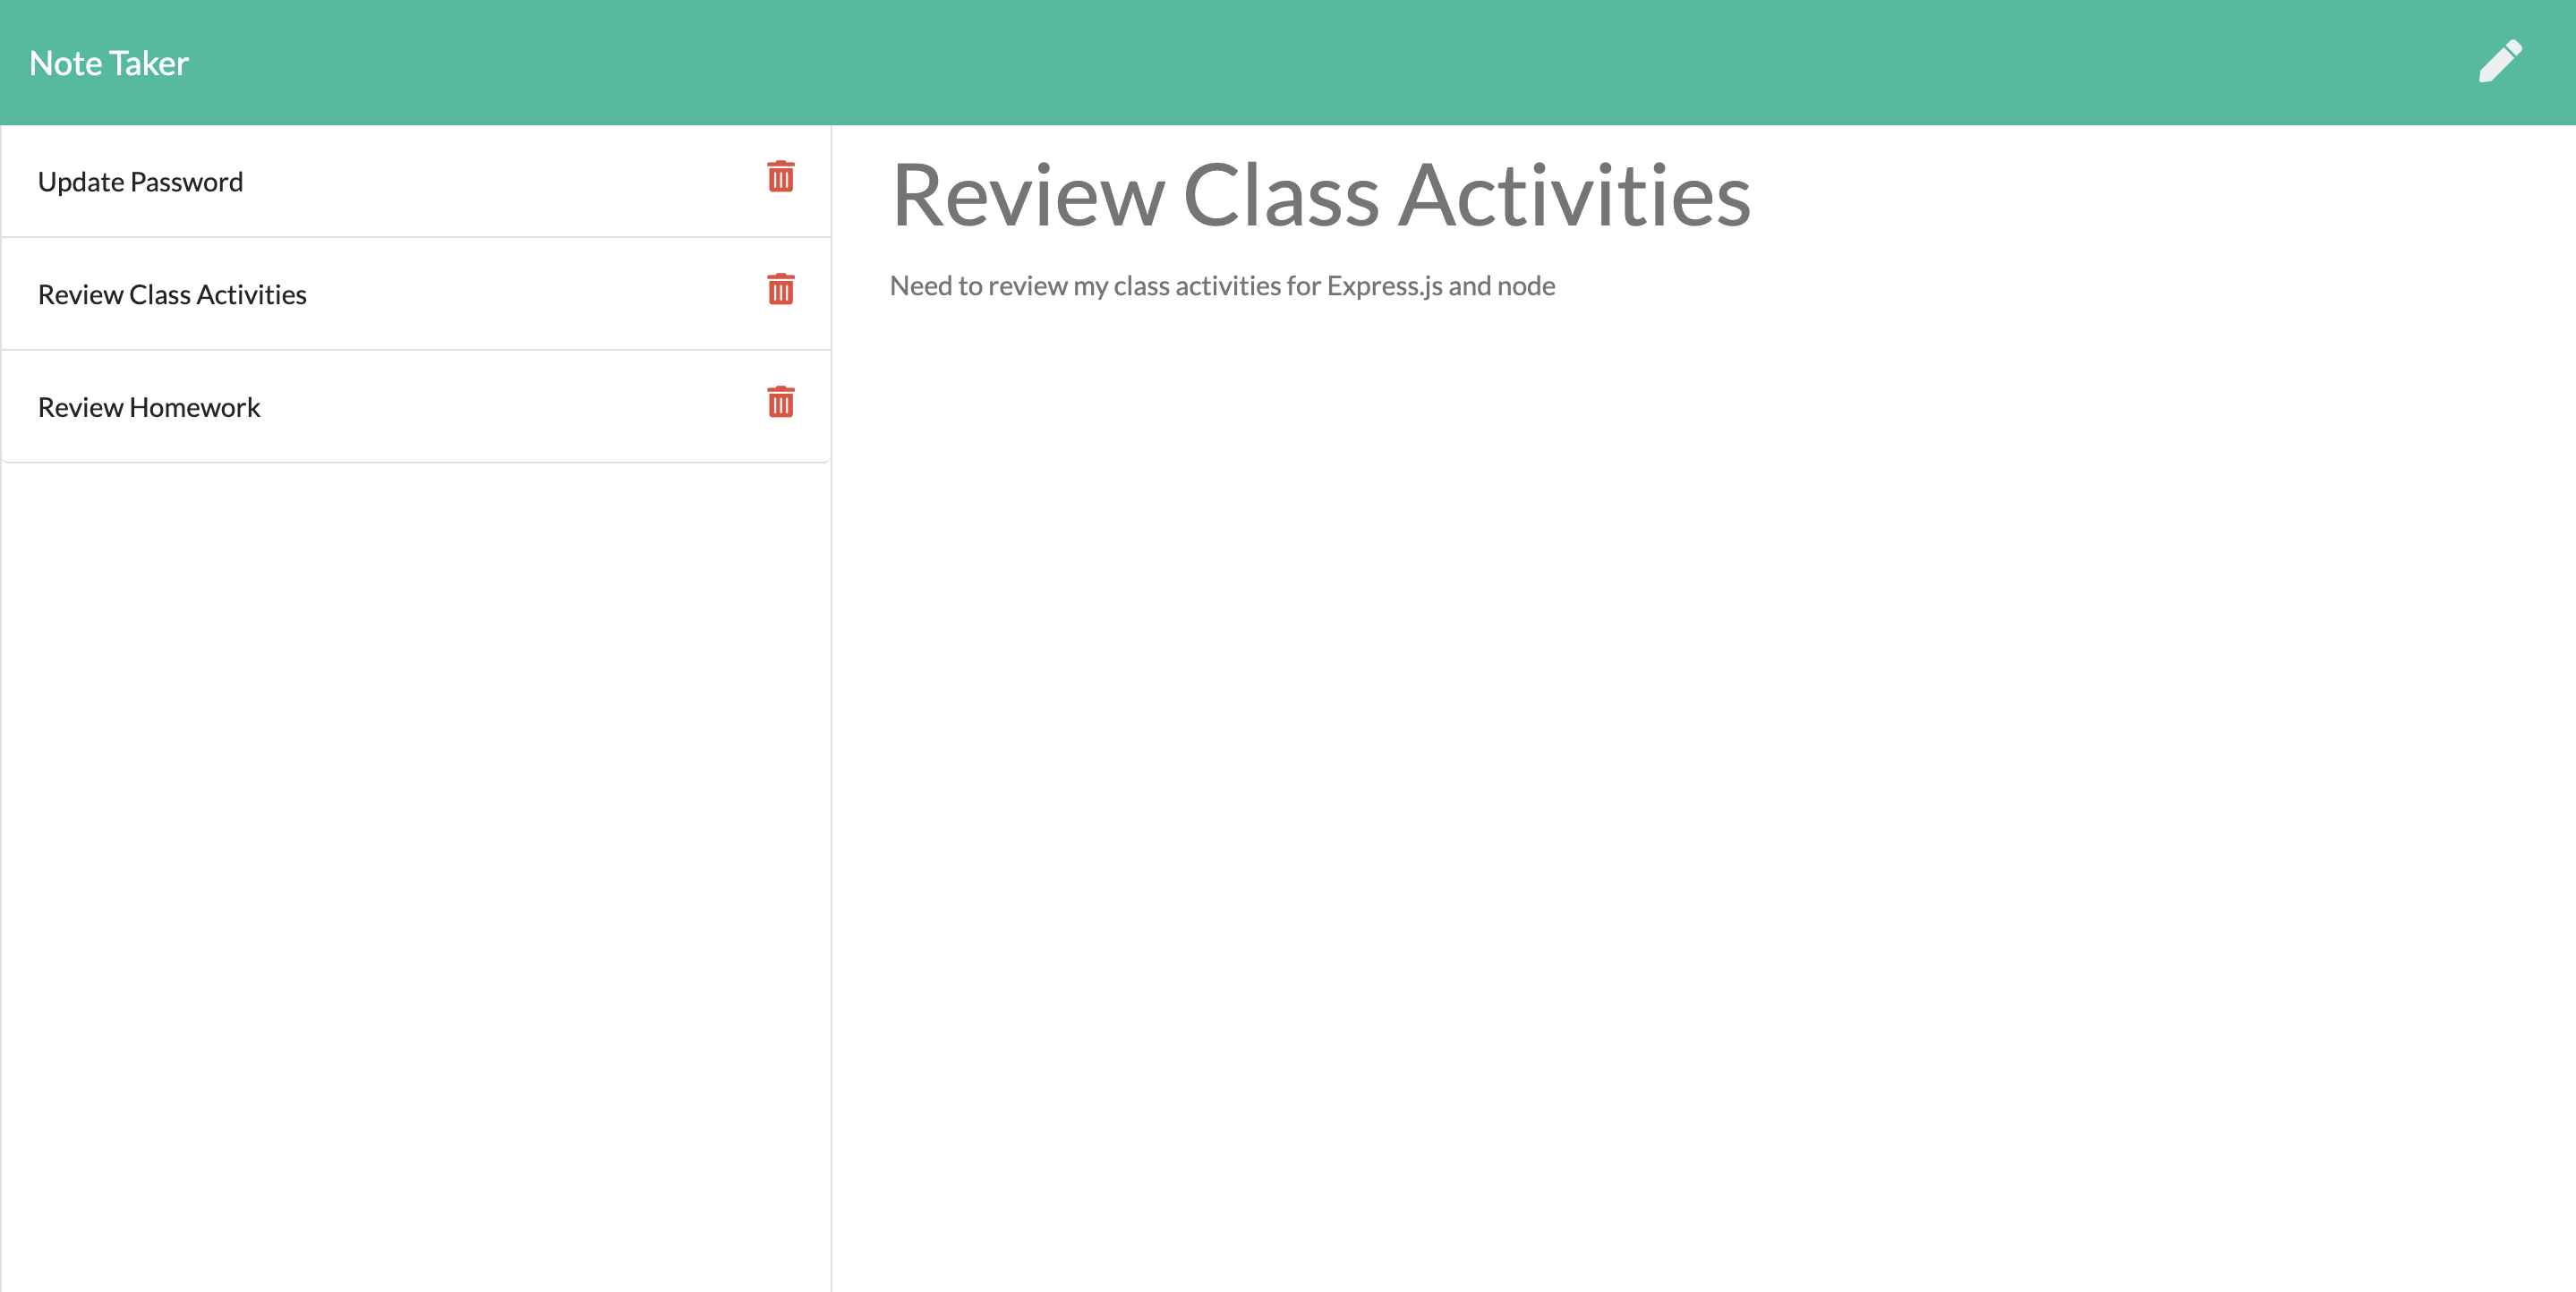 Note Taker
Update Password
Review Class Activities
Review Homework
Review Class Activities
Need to review my class activities for Express.js and node